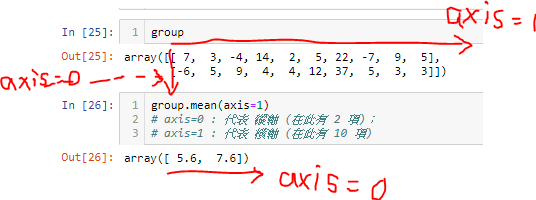 axis=1
In [25]: 1 group
Out[25]: array([[ 7, 3, -4, 14, 2, 5, 22, -7, 9, 5],
[-6, 5, 9, 4, 4, 12, 37, 5, 3, 3]])
axis=0
In [26]: 1 group.mean(axis=1)
2 # axis=0 : 代表 縱軸 (在此有 2 項) ;
3 # axis=1 : 代表 橫軸 (在此有 10 項)
Out[26]: array([ 5.6, 7.6])
axis=0